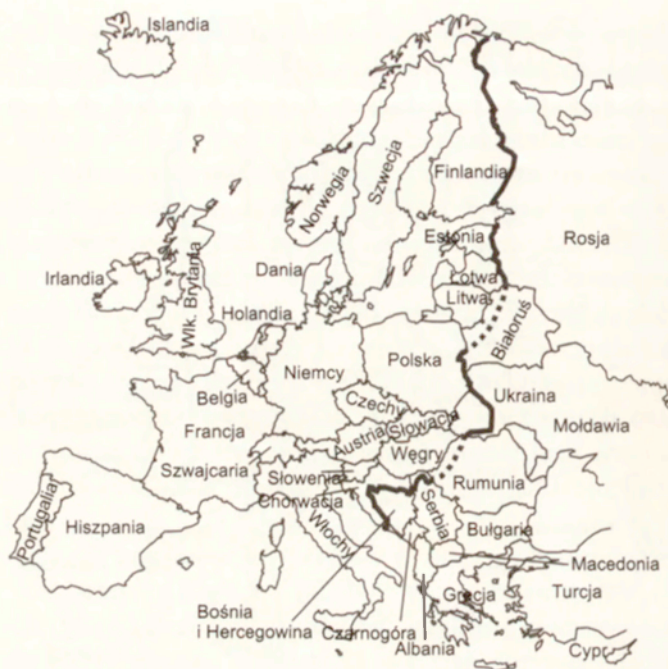 Islandia
Norwegia
Szwecja
Finlandia
Rosja
Estonia
Łotwa
Litwa
Białoruś
Irlandia
Wlk. Brytania
Dania
Holandia
Belgia
Niemcy
Polska
Ukraina
Mołdawia
Czechy
Słowacja
Austria
Węgry
Francja
Szwajcaria
Słowenia
Chorwacja
Rumunia
Serbia
Bułgaria
Portugalia
Hiszpania
Włochy
Macedonia
Turcja
Grecja
Bośnia
i Hercegowina
Czarnogóra
Albania
Cypr